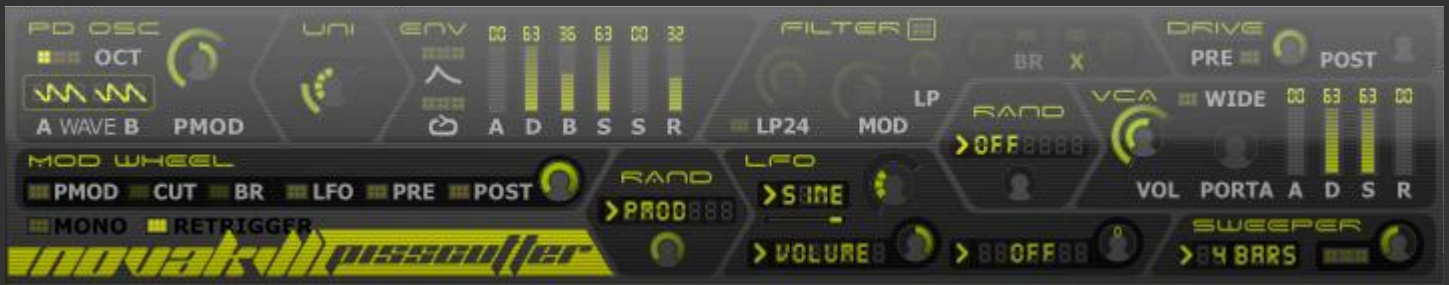 PD OSC
OCT
A WAVE B PMOD
UNI
ENV
00 63 36 63 00 32
A D B S S R
FILTER
BR X
LP
LP24 MOD
DRIVE
PRE POST
RAND
>OFF
VCA
WIDE 00 63 63 00
VOL PORTA A D S R
MOD WHEEL
PMOD CUT BR LFO PRE POST
MONO RETRIGGER
novakill pisscutter
RAND
>PMOD
LFO
>SINE
>VOLUME
>OFF
0
SWEEPER
>4 BARS